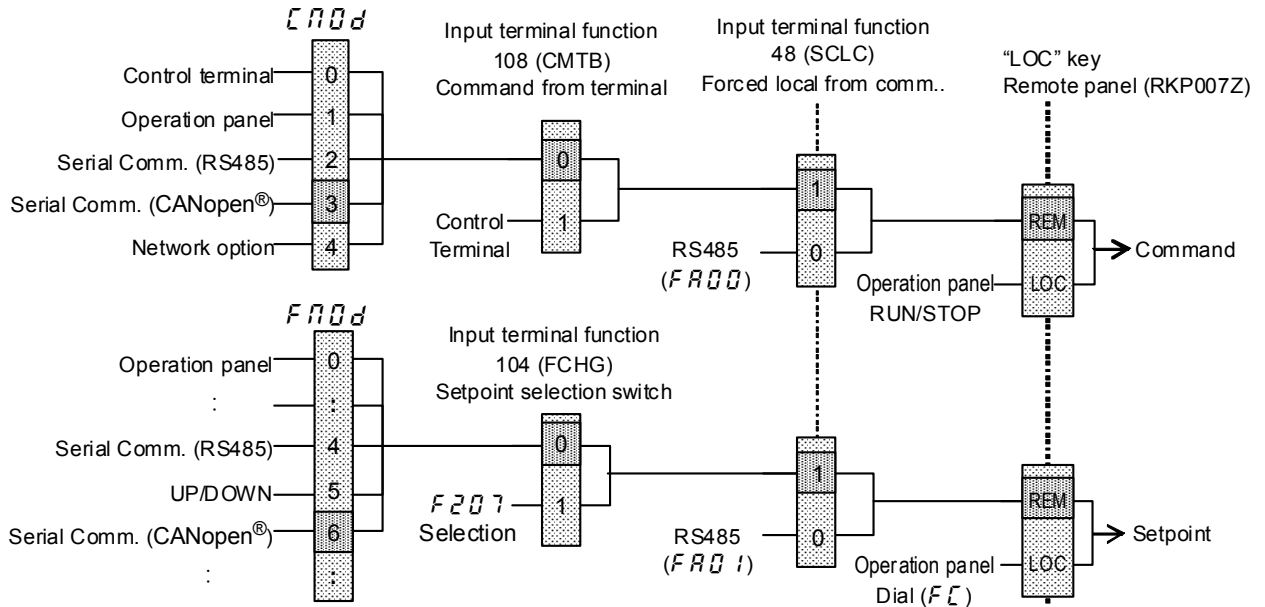 CMOd
Control terminal
Operation panel
Serial Comm. (RS485)
Serial Comm. (CANopen®)
Network option
0
1
2
3
4
Input terminal function
108 (CMTB)
Command from terminal
0
1
Control
Terminal
Input terminal function
48 (SCLC)
Forced local from comm..
1
0
RS485
(FA00)
"LOC" key
Remote panel (RKP007Z)
REM
LOC
Operation panel
RUN/STOP
Command
FMOd
Operation panel
:
Serial Comm. (RS485)
UP/DOWN
Serial Comm. (CANopen®)
:
0
:
4
5
6
:
Input terminal function
104 (FCHG)
Setpoint selection switch
0
1
F207
Selection
1
0
RS485
(FA01)
REM
LOC
Operation panel
Dial (FC)
Setpoint